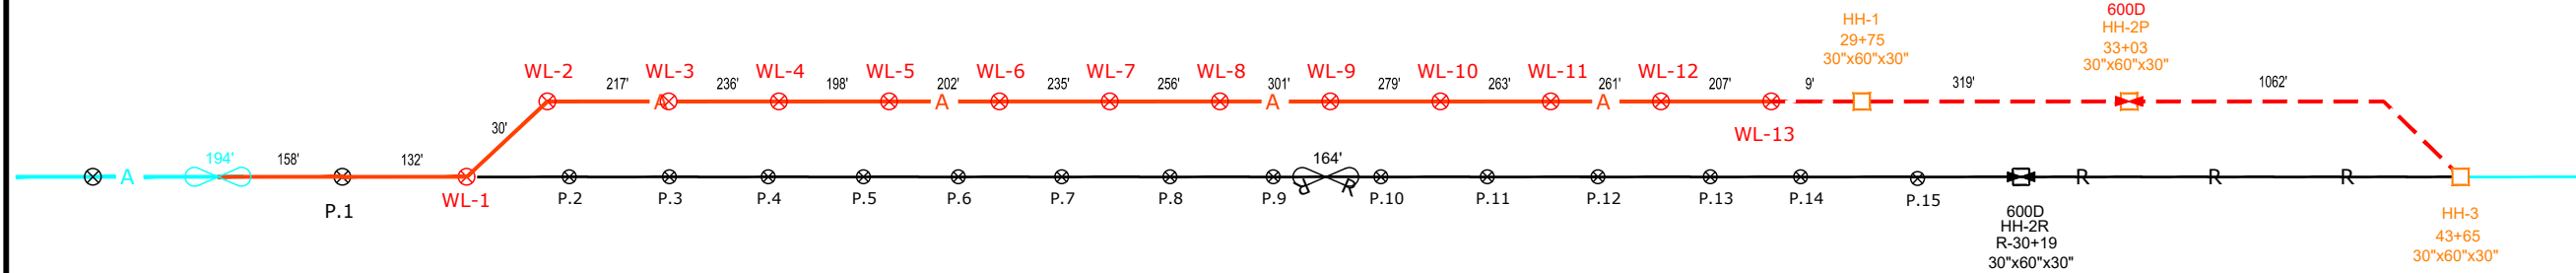 600D
HH-1
HH-2P
29+75
33+03
30"x60"x30"
30"x60"x30"
WL-2
217'
WL-3
236'
WL-4
198'
WL-5
202'
WL-6
235'
WL-7
256'
WL-8
301'
WL-9
279'
WL-10
263'
WL-11
261'
WL-12
207'
9'
319'
1062'
A
A
A
A
30'
WL-13
194'
158'
132'
164'
A
R
R
R
R
R
P.1
WL-1
P.2
P.3
P.4
P.5
P.6
P.7
P.8
P.9
P.10
P.11
P.12
P.13
P.14
P.15
600D
HH-2R
R-30+19
30"x60"x30"
HH-3
43+65
30"x60"x30"